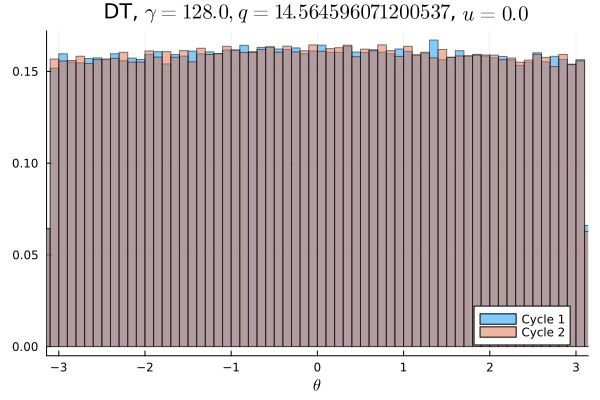 DT, γ = 128.0, q = 14.564596071200537, u = 0.0
0.15
0.10
0.05
0.00
Cycle 1
Cycle 2
−3 −2 −1 0 1 2 3
θ